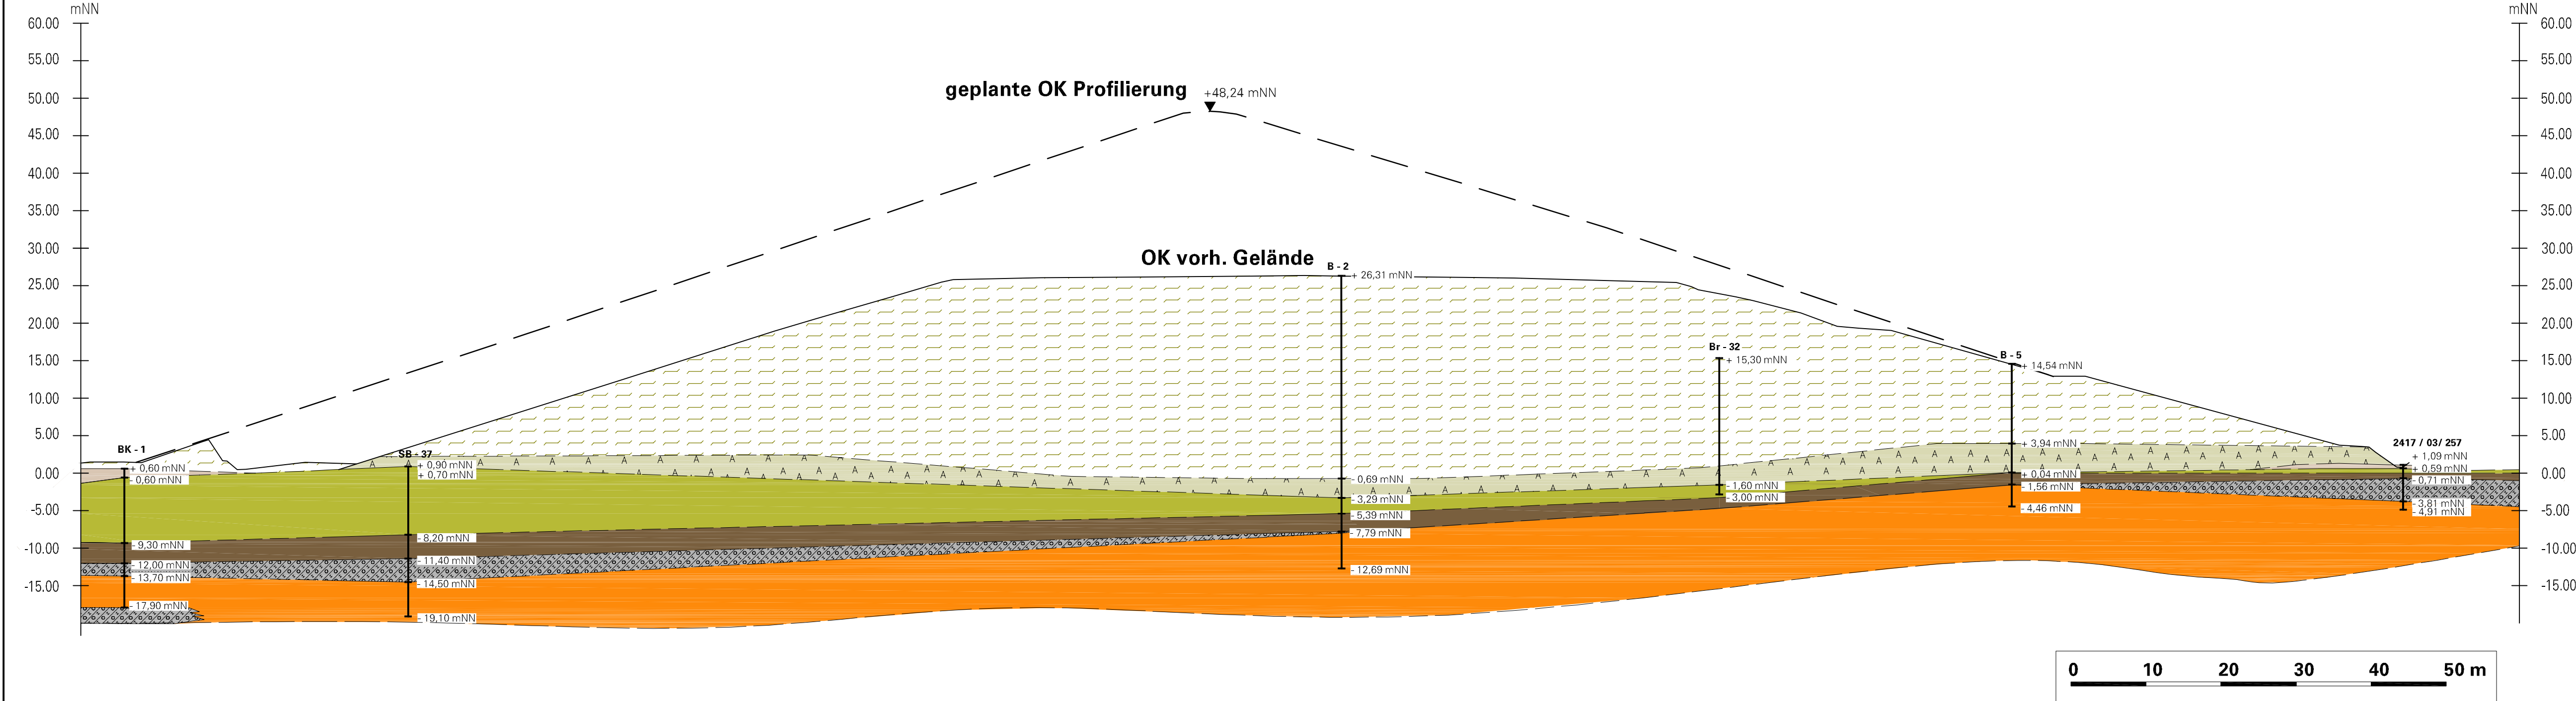 mNN
mNN
60.00
55.00
50.00
45.00
40.00
35.00
30.00
25.00
20.00
15.00
10.00
5.00
0.00
-5.00
-10.00
-15.00
geplante OK Profilierung
+48,24 mNN
OK vorh. Gelände
BK - 1
+ 0,60 mNN
- 0,60 mNN
- 9,30 mNN
- 12,00 mNN
- 13,70 mNN
- 17,90 mNN
SB - 37
+ 0,90 mNN
+ 0,70 mNN
- 8,20 mNN
- 11,40 mNN
- 14,50 mNN
- 19,10 mNN
B - 2
+ 26,31 mNN
- 0,69 mNN
- 3,29 mNN
- 5,39 mNN
- 7,79 mNN
- 12,69 mNN
Br - 32
+ 15,30 mNN
- 1,60 mNN
- 3,00 mNN
B - 5
+ 14,54 mNN
+ 3,94 mNN
+ 0,04 mNN
- 1,56 mNN
- 4,46 mNN
2417 / 03/ 257
+ 1,09 mNN
+ 0,59 mNN
- 0,71 mNN
- 3,81 mNN
- 4,91 mNN
60.00
55.00
50.00
45.00
40.00
35.00
30.00
25.00
20.00
15.00
10.00
5.00
0.00
-5.00
-10.00
-15.00
0 10 20 30 40 50 m